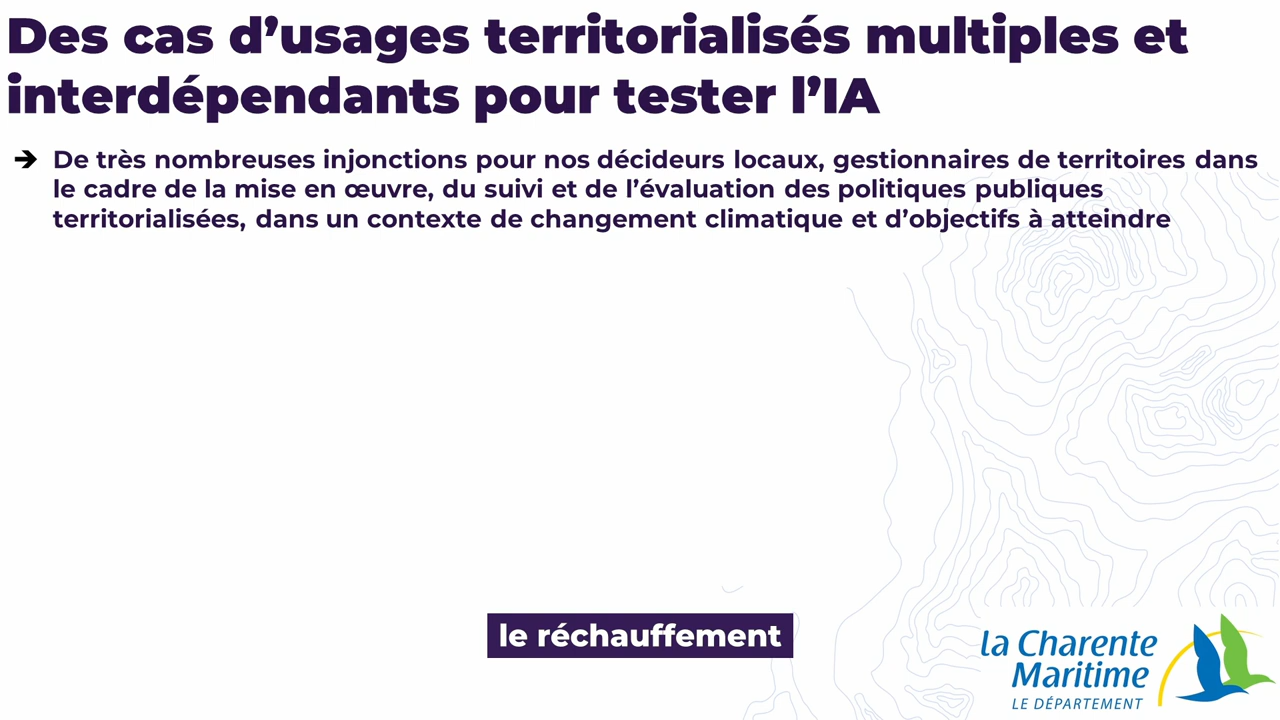 Des cas d’usages territorialisés multiples et
interdépendants pour tester l’IA
➔ De très nombreuses injonctions pour nos décideurs locaux, gestionnaires de territoires dans
le cadre de la mise en œuvre, du suivi et de l’évaluation des politiques publiques
territorialisées, dans un contexte de changement climatique et d’objectifs à atteindre
le réchauffement
la Charente
Maritime
LE DÉPARTEMENT